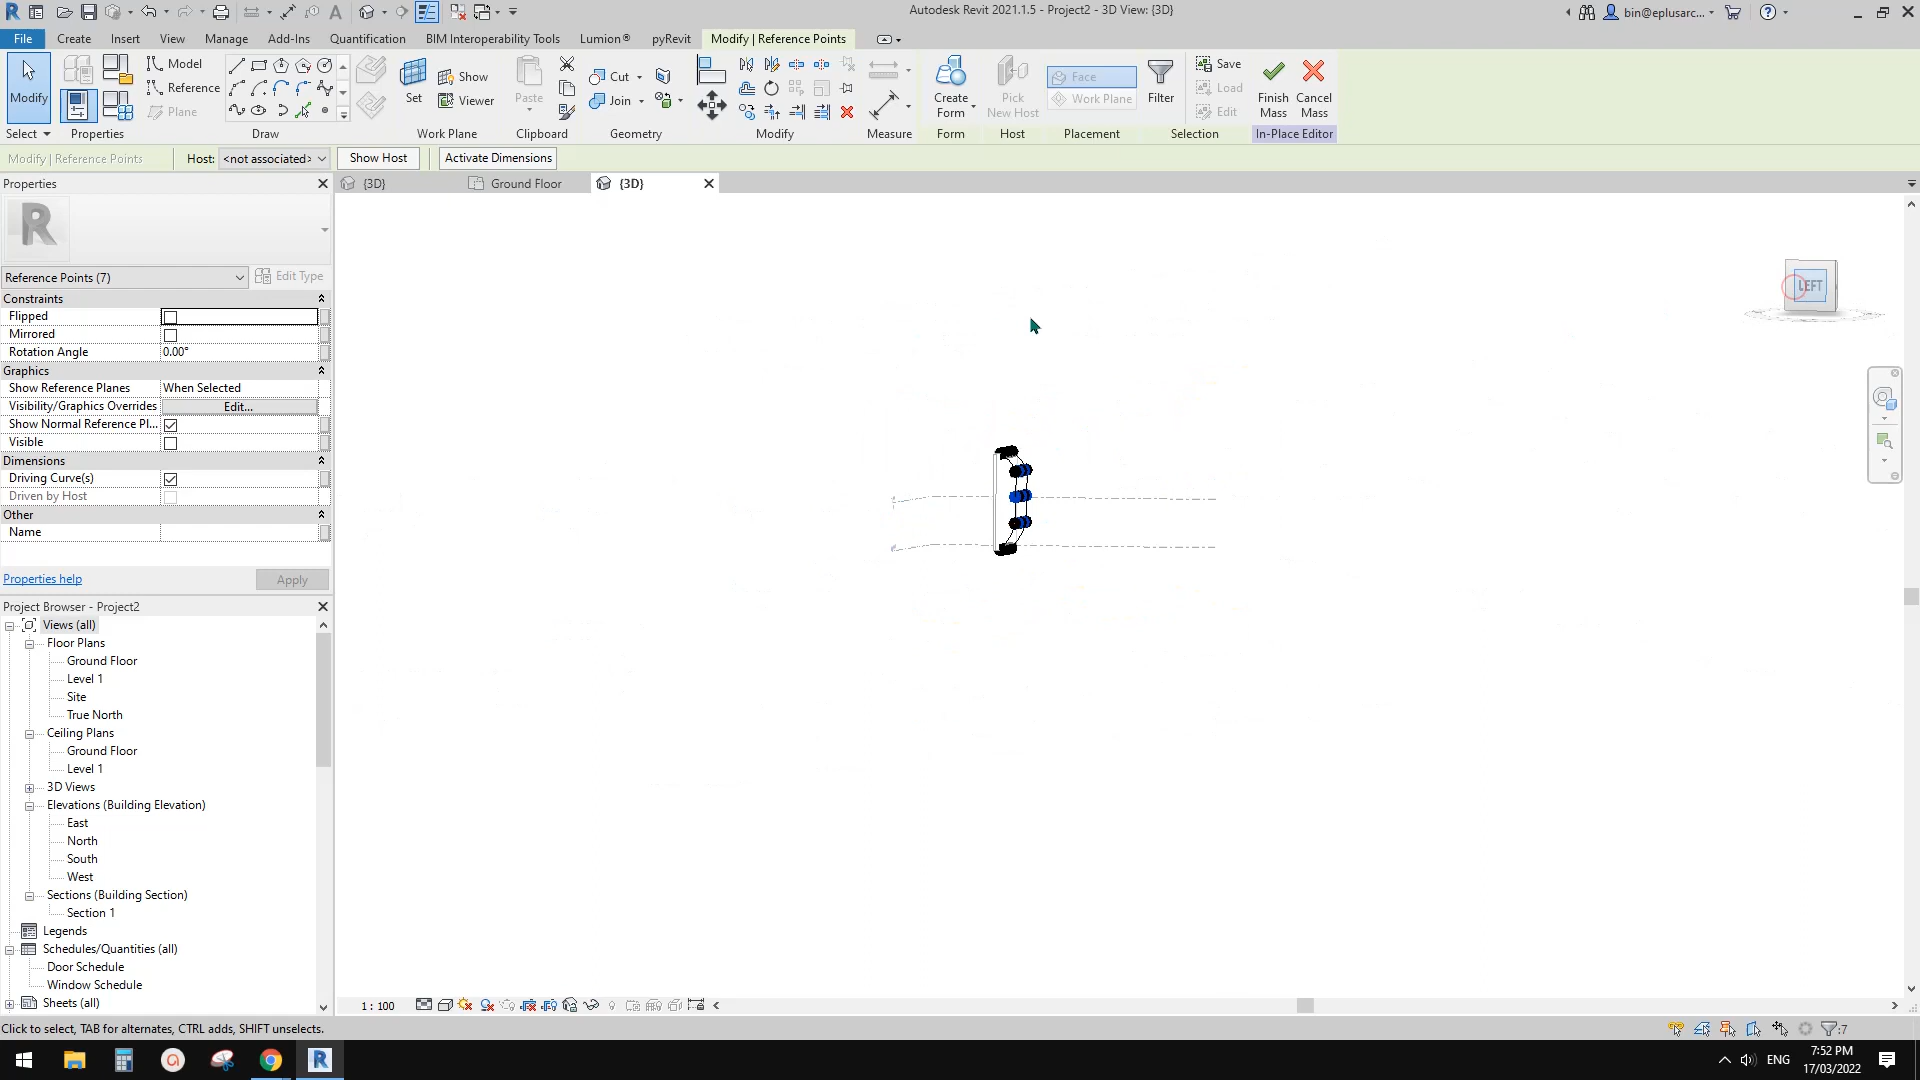 Autodesk Revit 2021.1.5 - Project2 - 3D View: {3D}
bin@eplusarc...
File Create Insert View Manage Add-Ins Quantification BIM Interoperability Tools Lumion® pyRevit Modify | Reference Points
Modify
Select
Properties
Model
Reference
Plane
Draw
Set
Show
Viewer
Work Plane
Paste
Clipboard
Cut
Join
Geometry
Modify
Measure
Create Form
Form
Pick New Host
Host
Face
Work Plane
Placement
Filter
Save
Load
Edit
Selection
Finish Mass
Cancel Mass
In-Place Editor
Modify | Reference Points
Host: <not associated>
Show Host
Activate Dimensions
Properties
{3D}
Ground Floor
{3D}
Reference Points (7)
Edit Type
Constraints
Flipped
Mirrored
Rotation Angle 0.00°
Graphics
Show Reference Planes When Selected
Visibility/Graphics Overrides Edit...
Show Normal Reference Pl...
Visible
Dimensions
Driving Curve(s)
Driven by Host
Other
Name
Properties help
Apply
LEFT
Project Browser - Project2
Views (all)
Floor Plans
Ground Floor
Level 1
Site
True North
Ceiling Plans
Ground Floor
Level 1
3D Views
Elevations (Building Elevation)
East
North
South
West
Sections (Building Section)
Section 1
Legends
Schedules/Quantities (all)
Door Schedule
Window Schedule
Sheets (all)
1 : 100
Click to select, TAB for alternates, CTRL adds, SHIFT unselects.
:7
ENG
7:52 PM
17/03/2022